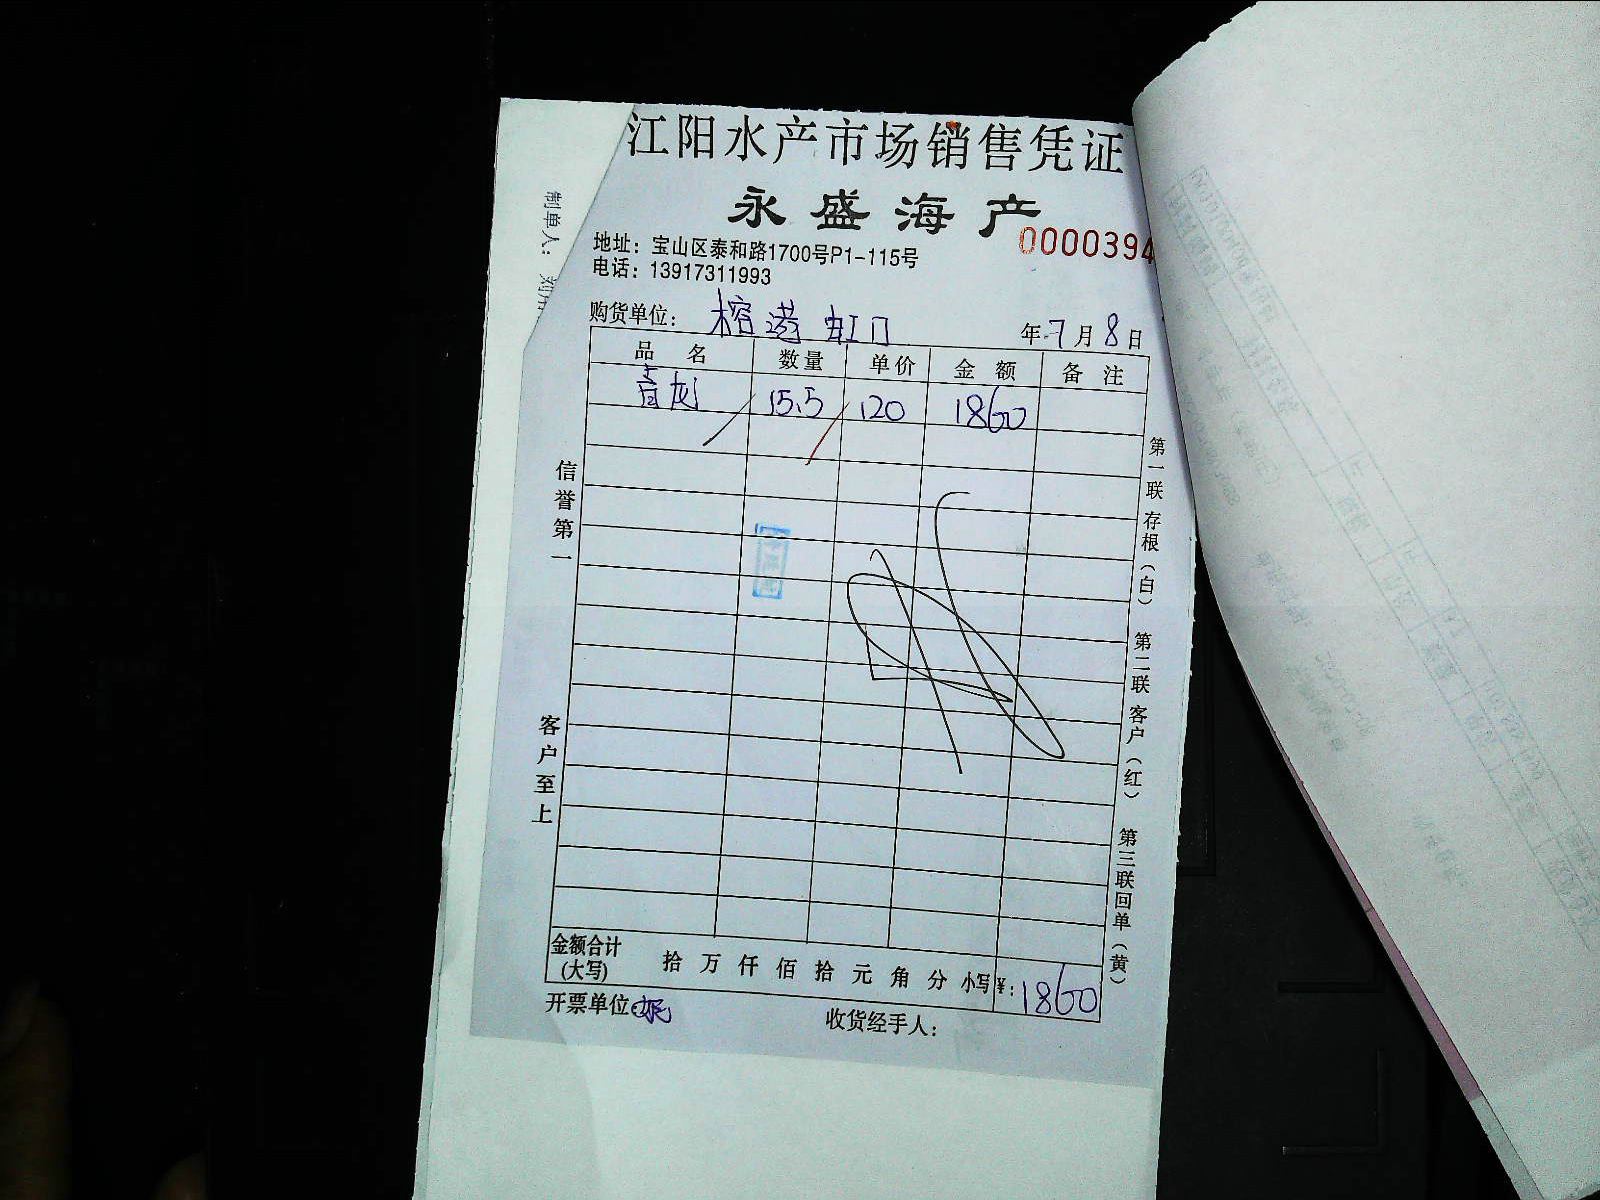 江阳水产市场销售凭证
永盛海产
0000394
地址：宝山区泰和路1700号P1-115号
电话：13917311993
购货单位：榕港虹门 年7月8日
品名 数量 单价 金额 备注
青龙 15.5 120 1860
信誉第一
客户至上
第一联存根（白） 第二联客户（红） 第三联回单（黄）
金额合计（大写） 拾万仟佰拾元角分 小写¥：1860
开票单位： 收货经手人：
制单人：